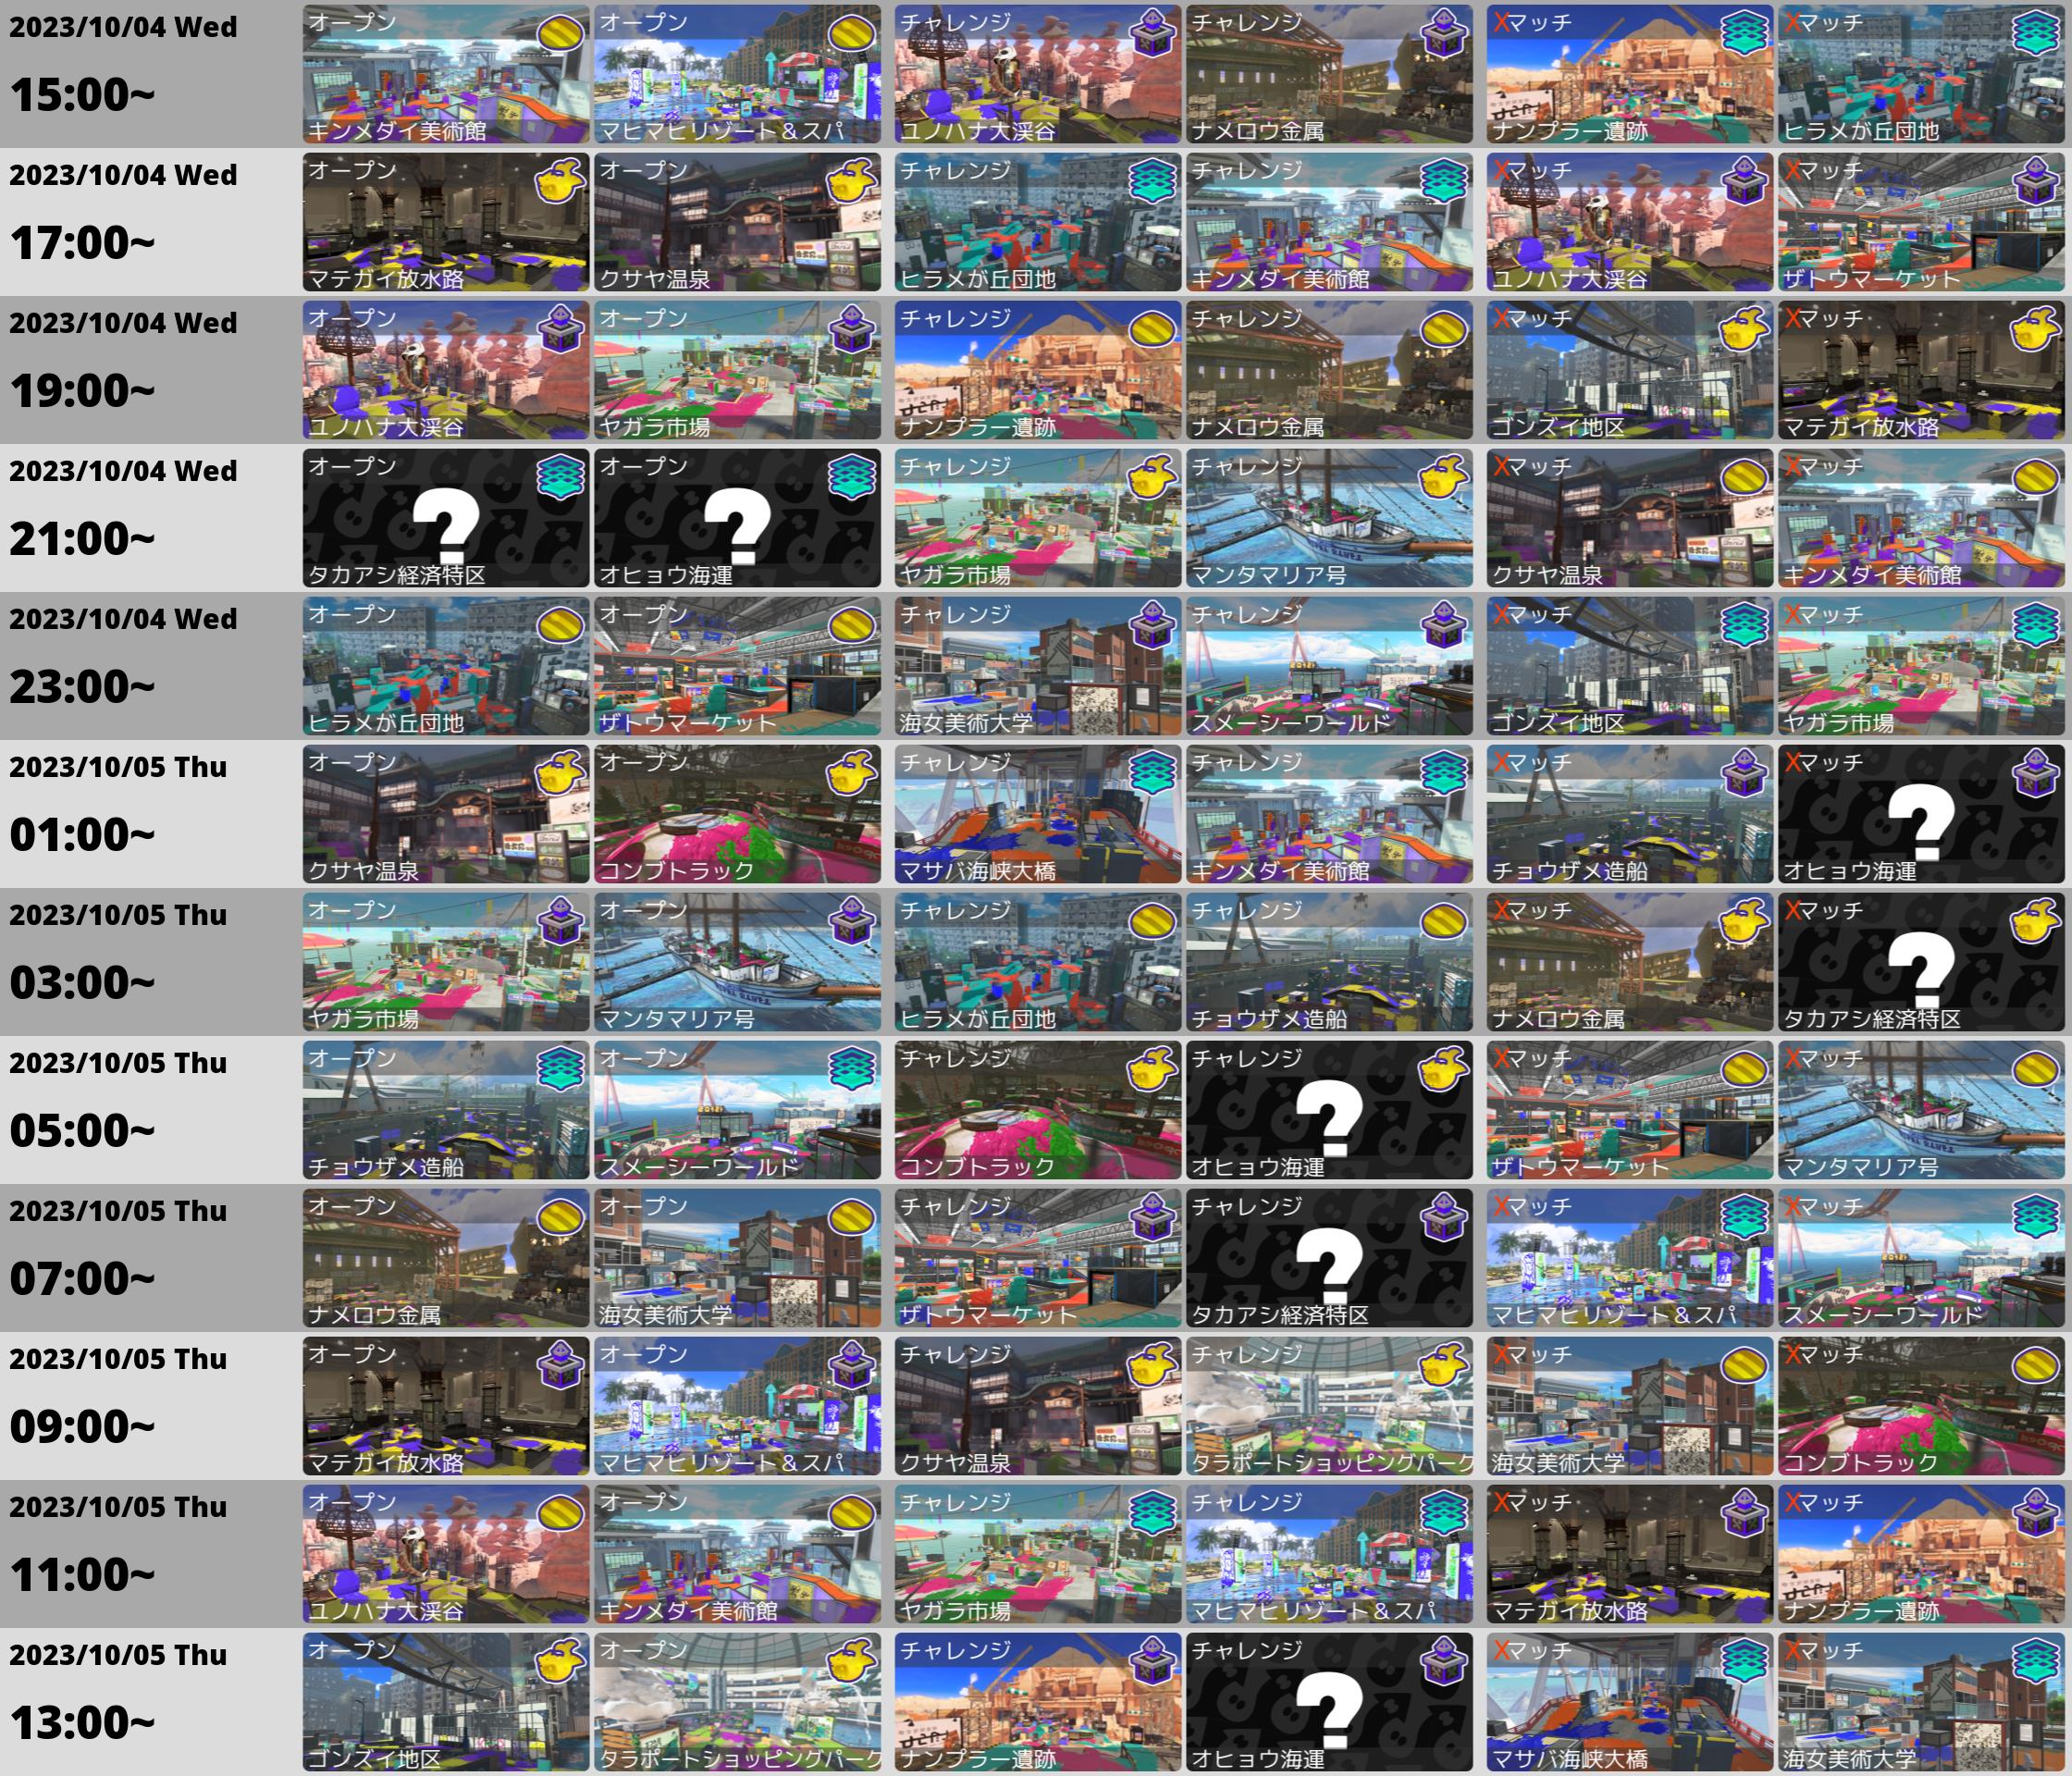 2023/10/04 Wed
15:00~
オープン
キンメダイ美術館
オープン
マヒマヒリゾート＆スパ
チャレンジ
ユノハナ大渓谷
チャレンジ
ナメロウ金属
Xマッチ
ナンプラー遺跡
Xマッチ
ヒラメが丘団地
2023/10/04 Wed
17:00~
オープン
マテガイ放水路
オープン
クサヤ温泉
チャレンジ
ヒラメが丘団地
チャレンジ
キンメダイ美術館
Xマッチ
ユノハナ大渓谷
Xマッチ
ザトウマーケット
2023/10/04 Wed
19:00~
オープン
ユノハナ大渓谷
オープン
ヤガラ市場
チャレンジ
ナンプラー遺跡
チャレンジ
ナメロウ金属
Xマッチ
ゴンズイ地区
Xマッチ
マテガイ放水路
2023/10/04 Wed
21:00~
オープン
?
タカアシ経済特区
オープン
?
オヒョウ海運
チャレンジ
ヤガラ市場
チャレンジ
マンタマリア号
Xマッチ
クサヤ温泉
Xマッチ
キンメダイ美術館
2023/10/04 Wed
23:00~
オープン
ヒラメが丘団地
オープン
ザトウマーケット
チャレンジ
海女美術大学
チャレンジ
スメーシーワールド
Xマッチ
ゴンズイ地区
Xマッチ
ヤガラ市場
2023/10/05 Thu
01:00~
オープン
クサヤ温泉
オープン
コンブトラック
チャレンジ
マサバ海峡大橋
チャレンジ
キンメダイ美術館
Xマッチ
チョウザメ造船
Xマッチ
?
オヒョウ海運
2023/10/05 Thu
03:00~
オープン
ヤガラ市場
オープン
マンタマリア号
チャレンジ
ヒラメが丘団地
チャレンジ
チョウザメ造船
Xマッチ
ナメロウ金属
Xマッチ
?
タカアシ経済特区
2023/10/05 Thu
05:00~
オープン
チョウザメ造船
オープン
スメーシーワールド
チャレンジ
コンブトラック
チャレンジ
?
オヒョウ海運
Xマッチ
ザトウマーケット
Xマッチ
マンタマリア号
2023/10/05 Thu
07:00~
オープン
ナメロウ金属
オープン
海女美術大学
チャレンジ
ザトウマーケット
チャレンジ
?
タカアシ経済特区
Xマッチ
マヒマヒリゾート＆スパ
Xマッチ
スメーシーワールド
2023/10/05 Thu
09:00~
オープン
マテガイ放水路
オープン
マヒマヒリゾート＆スパ
チャレンジ
クサヤ温泉
チャレンジ
タラポートショッピングパーク
Xマッチ
海女美術大学
Xマッチ
コンブトラック
2023/10/05 Thu
11:00~
オープン
ユノハナ大渓谷
オープン
キンメダイ美術館
チャレンジ
ヤガラ市場
チャレンジ
マヒマヒリゾート＆スパ
Xマッチ
マテガイ放水路
Xマッチ
ナンプラー遺跡
2023/10/05 Thu
13:00~
オープン
ゴンズイ地区
オープン
タラポートショッピングパーク
チャレンジ
ナンプラー遺跡
チャレンジ
?
オヒョウ海運
Xマッチ
マサバ海峡大橋
Xマッチ
海女美術大学